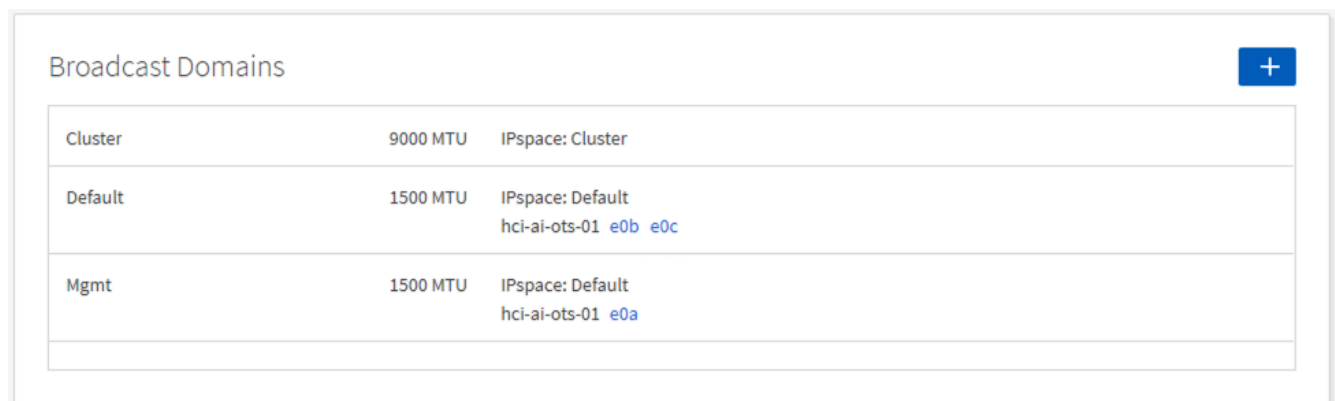 Broadcast Domains
+
Cluster 9000 MTU IPspace: Cluster
Default 1500 MTU IPspace: Default
hci-ai-ots-01 e0b e0c
Mgmt 1500 MTU IPspace: Default
hci-ai-ots-01 e0a